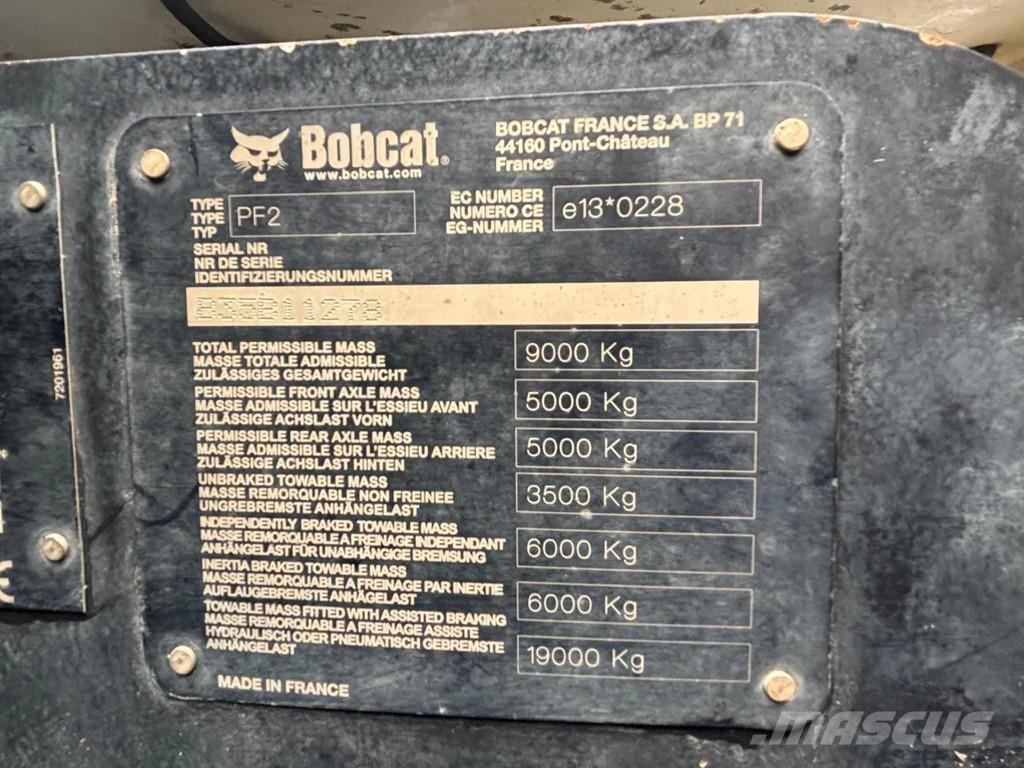 Bobcat®
www.bobcat.com
BOBCAT FRANCE S.A. BP 71
44160 Pont-Château
France
TYPE
TYPE
TYP
PF2
EC NUMBER
NUMERO CE
EG-NUMMER
e13*0228
SERIAL NR
NR DE SERIE
IDENTIFIZIERUNGSNUMMER
B3BB11278
TOTAL PERMISSIBLE MASS
MASSE TOTALE ADMISSIBLE
ZULÄSSIGES GESAMTGEWICHT
9000 Kg
PERMISSIBLE FRONT AXLE MASS
MASSE ADMISSIBLE SUR L'ESSIEU AVANT
ZULÄSSIGE ACHSLAST VORN
5000 Kg
PERMISSIBLE REAR AXLE MASS
MASSE ADMISSIBLE SUR L'ESSIEU ARRIERE
ZULÄSSIGE ACHSLAST HINTEN
5000 Kg
UNBRAKED TOWABLE MASS
MASSE REMORQUABLE NON FREINEE
UNGREBREMSTE ANHÄNGELAST
3500 Kg
INDEPENDENTLY BRAKED TOWABLE MASS
MASSE REMORQUABLE A FREINAGE INDEPENDANT
ANHÄNGELAST FÜR UNABHÄNGIGE BREMSUNG
6000 Kg
INERTIA BRAKED TOWABLE MASS
MASSE REMORQUABLE A FREINAGE PAR INERTIE
AUFLAUGEBREMSTE ANHÄGELAST
6000 Kg
TOWABLE MASS FITTED WITH ASSISTED BRAKING
MASSE REMORQUABLE A FREINAGE ASSISTE
HYDRAULISCH ODER PNEUMATISCH GEBREMSTE
ANHÄNGELAST
19000 Kg
MADE IN FRANCE
7201961
CE
MASCUS